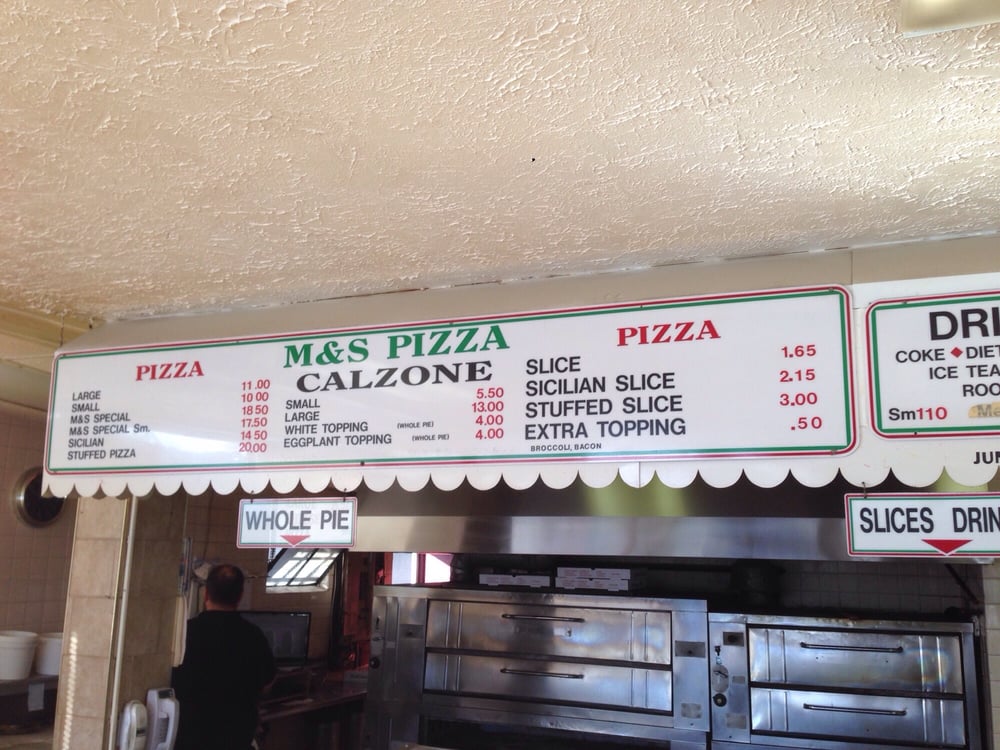 M&S PIZZA
PIZZA
LARGE 11.00
SMALL 10 00
M&S SPECIAL 18 50
M&S SPECIAL Sm. 17.50
SICILIAN 14 50
STUFFED PIZZA 20.00
CALZONE
SMALL 5.50
LARGE 13.00
WHITE TOPPING (WHOLE PIE) 4.00
EGGPLANT TOPPING (WHOLE PIE) 4.00
PIZZA
SLICE 1.65
SICILIAN SLICE 2.15
STUFFED SLICE 3.00
EXTRA TOPPING .50
BROCCOLI, BACON
DRI
COKE DIET
ICE TEA
ROO
Sm110
JUN
WHOLE PIE
SLICES DRIN